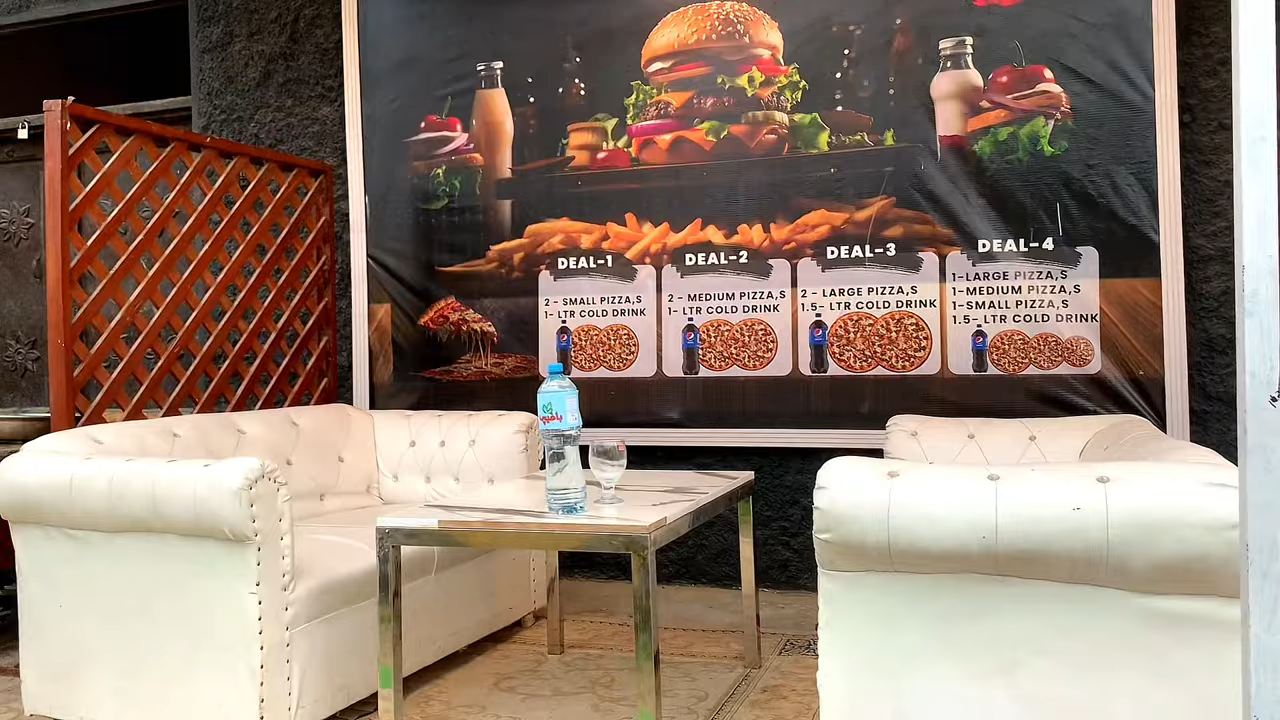 DEAL-1
2 - SMALL PIZZA,S
1- LTR COLD DRINK
DEAL-2
2 - MEDIUM PIZZA,S
1- LTR COLD DRINK
DEAL-3
2 - LARGE PIZZA,S
1.5- LTR COLD DRINK
DEAL-4
1-LARGE PIZZA,S
1-MEDIUM PIZZA,S
1-SMALL PIZZA,S
1.5- LTR COLD DRINK